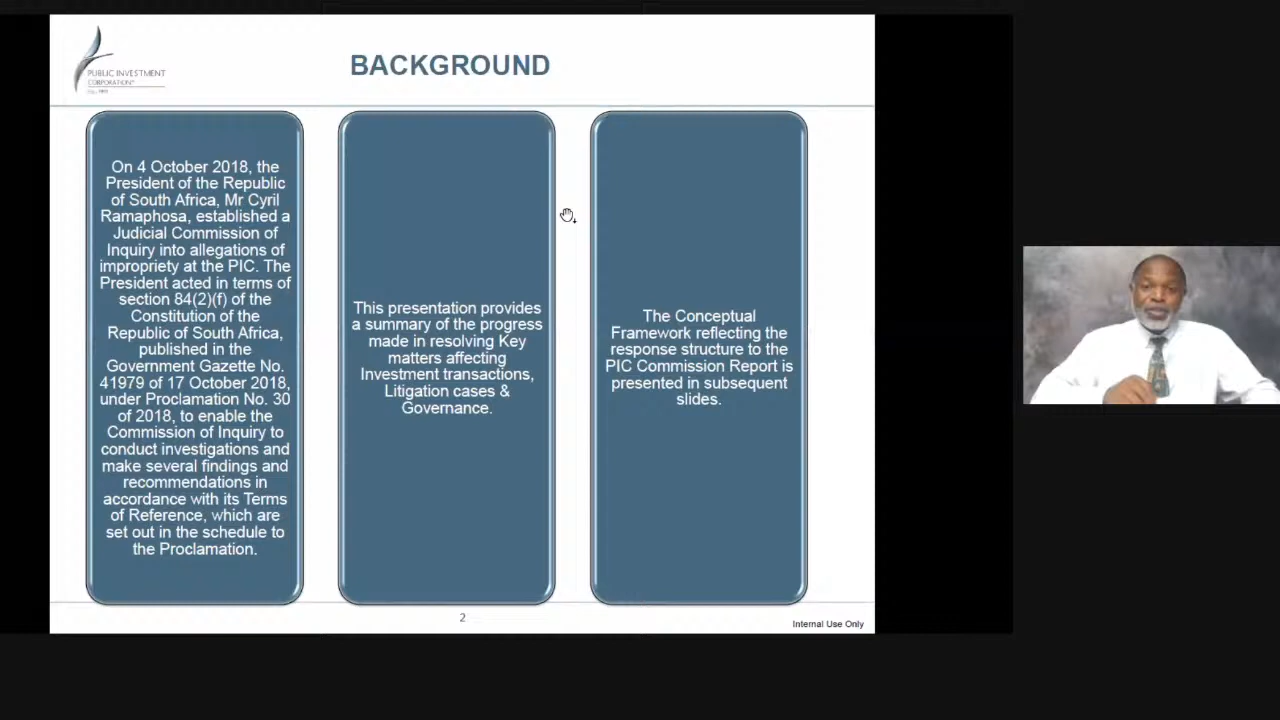 PUBLIC INVESTMENT
CORPORATION
BACKGROUND
On 4 October 2018, the
President of the Republic
of South Africa, Mr Cyril
Ramaphosa, established a
Judicial Commission of
Inquiry into allegations of
impropriety at the PIC. The
President acted in terms of
section 84(2)(f) of the
Constitution of the
Republic of South Africa,
published in the
Government Gazette No.
41979 of 17 October 2018,
under Proclamation No. 30
of 2018, to enable the
Commission of Inquiry to
conduct investigations and
make several findings and
recommendations in
accordance with its Terms
of Reference, which are
set out in the schedule to
the Proclamation.
This presentation provides
a summary of the progress
made in resolving Key
matters affecting
Investment transactions,
Litigation cases &
Governance.
The Conceptual
Framework reflecting the
response structure to the
PIC Commission Report is
presented in subsequent
slides.
2
Internal Use Only